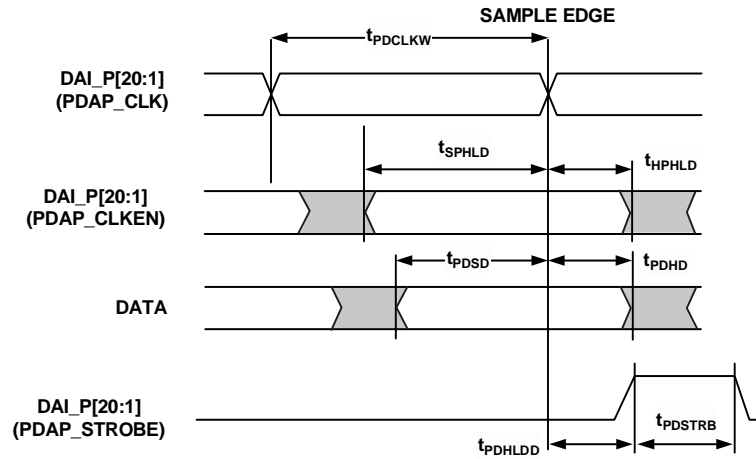 SAMPLE EDGE
tPDCLKW
DAI_P[20:1]
(PDAP_CLK)
tSPHLD
tHPHLD
DAI_P[20:1]
(PDAP_CLKEN)
tPDSD
tPDHD
DATA
DAI_P[20:1]
(PDAP_STROBE)
tPDHLDD
tPDSTRB